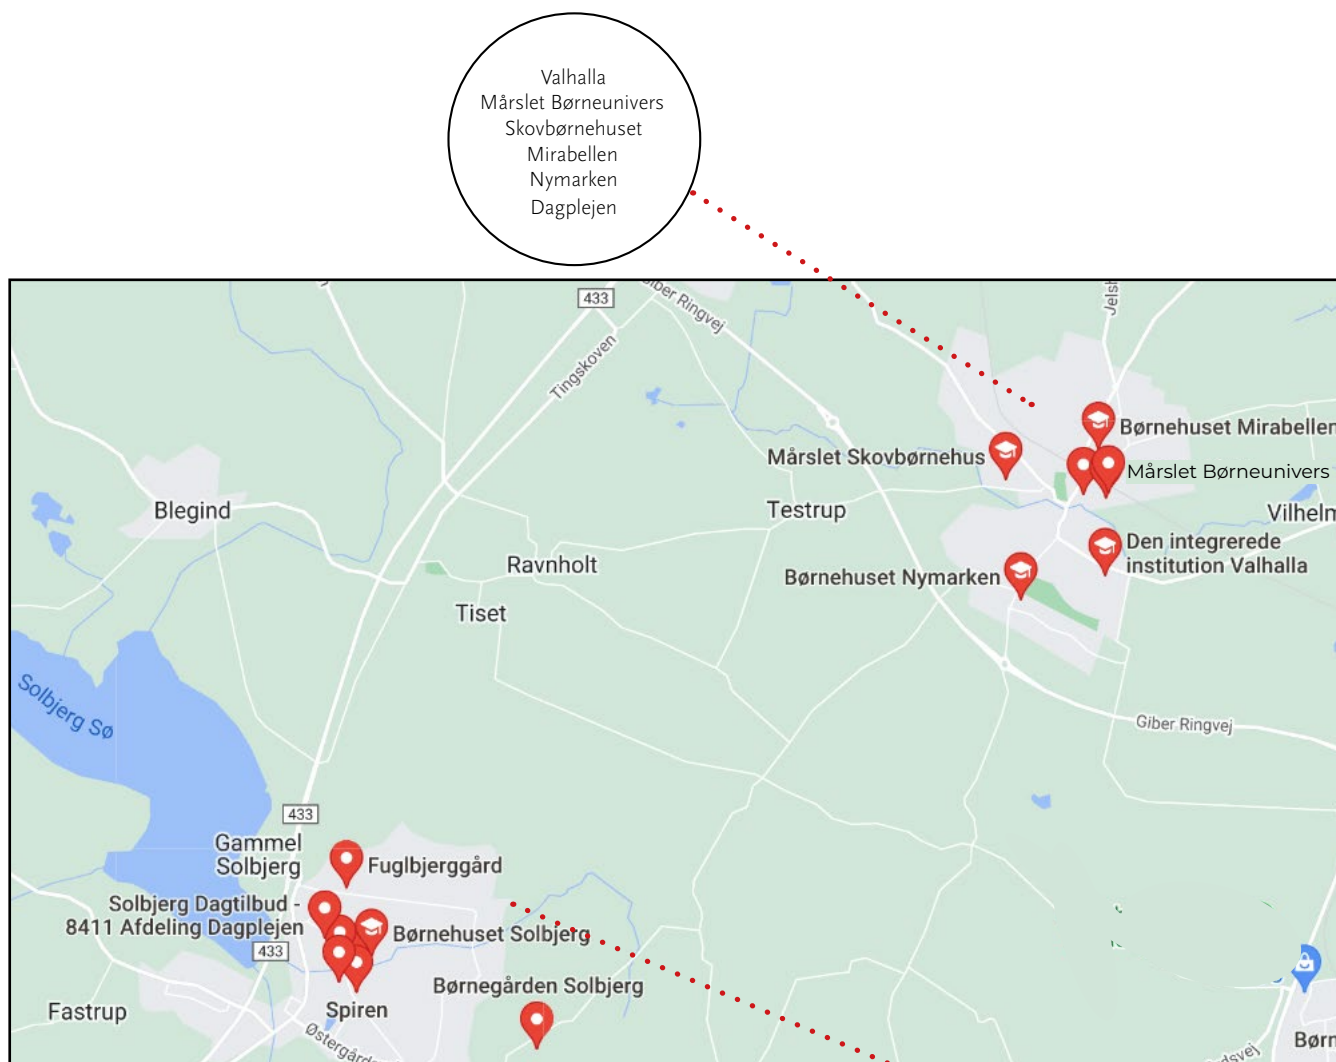 Valhalla
Mårslet Børneunivers
Skovbørnehuset
Mirabellen
Nymarken
Dagplejen
433
Giber Ringvej
Tingskoven
Børnehuset Mirabellen
Mårslet Skovbørnehus
Mårslet Børneunivers
Blegind
Testrup
Vilhelm
Den integrerede
institution Valhalla
Ravnholt
Børnehuset Nymarken
Tiset
Solbjerg Sø
Giber Ringvej
433
Gammel
Solbjerg
Fuglbjerggård
Solbjerg Dagtilbud -
8411 Afdeling Dagplejen
Børnehuset Solbjerg
433
Børnegården Solbjerg
Spiren
Fastrup
Børn